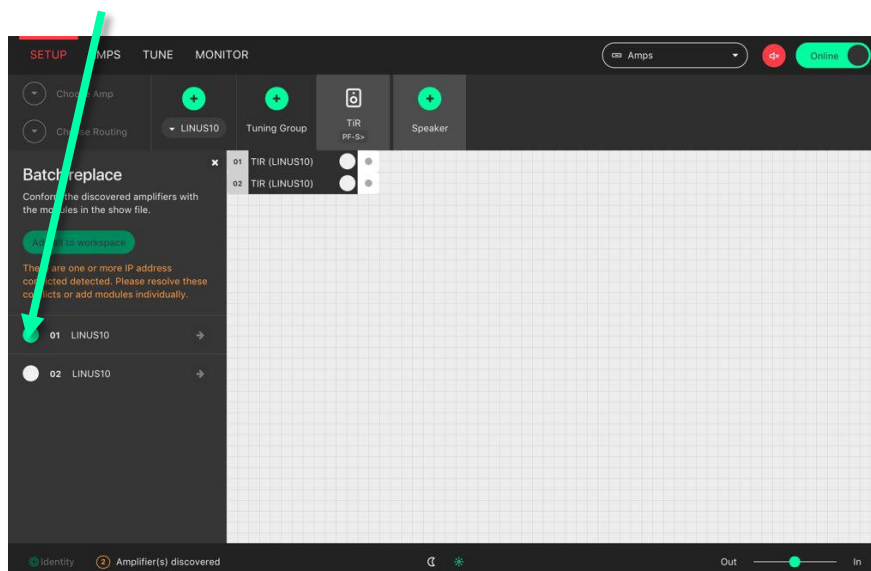 SETUP AMPS TUNE MONITOR Amps Online
Choose Amp
Choose Routing
LINUS10 Tuning Group TiR Speaker
PF-S>
Batch replace
Conform the discovered amplifiers with
the modules in the show file.
Add all to workspace
There are one or more IP address
conflicted detected. Please resolve these
conflicts or add modules individually.
01 LINUS10
02 LINUS10
01 TIR (LINUS10)
02 TIR (LINUS10)
Identity 2 Amplifier(s) discovered Out In